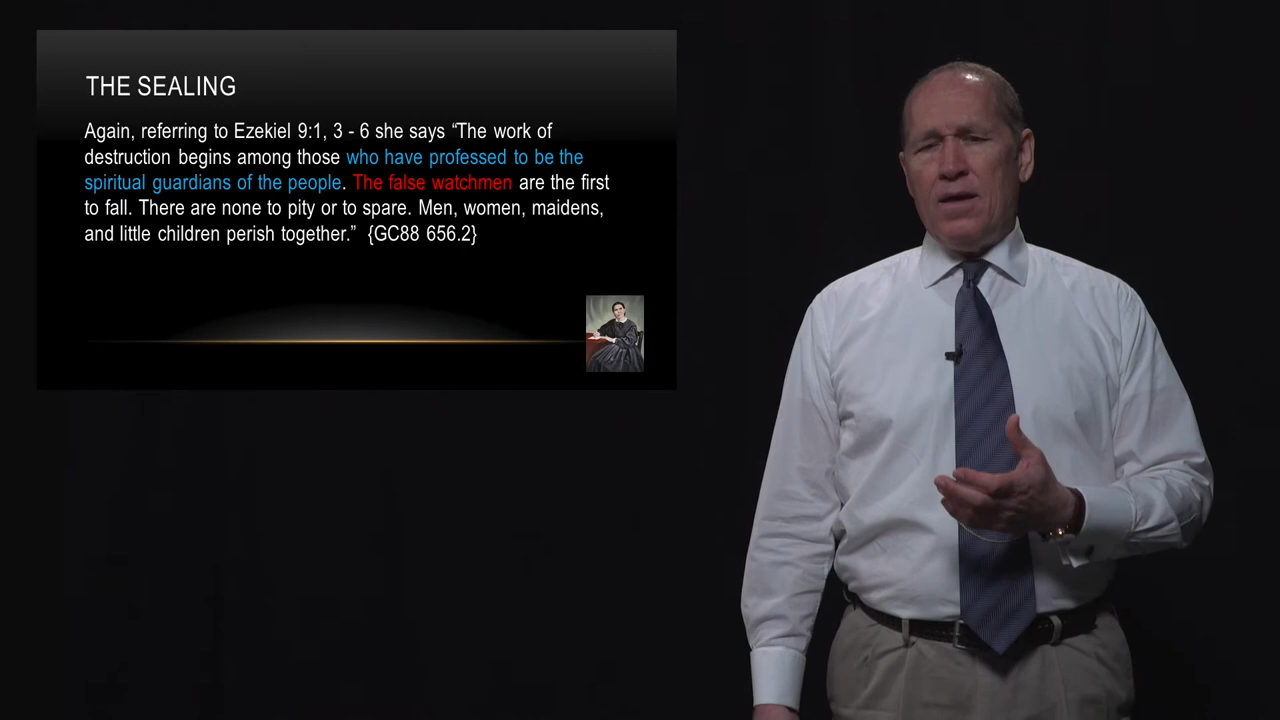 THE SEALING
Again, referring to Ezekiel 9:1, 3 - 6 she says “The work of
destruction begins among those who have professed to be the
spiritual guardians of the people. The false watchmen are the first
to fall. There are none to pity or to spare. Men, women, maidens,
and little children perish together.” {GC88 656.2}